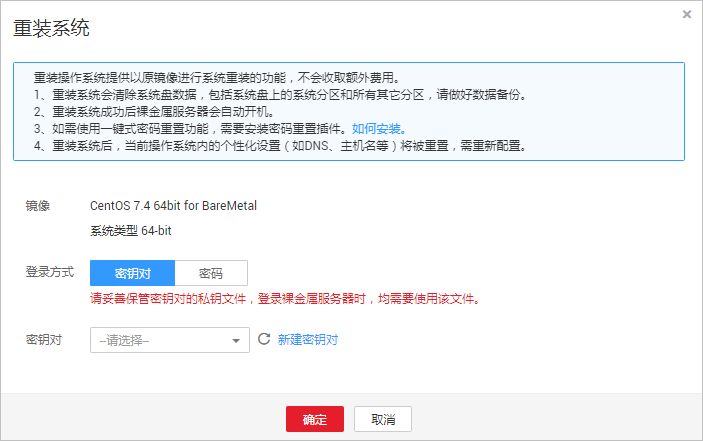 重装系统
重装操作系统提供以原镜像进行系统重装的功能，不会收取额外费用。
1、重装系统会清除系统盘数据，包括系统盘上的系统分区和所有其它分区，请做好数据备份。
2、重装系统成功后裸金属服务器会自动开机。
3、如需使用一键式密码重置功能，需要安装密码重置插件。如何安装。
4、重装系统后，当前操作系统内的个性化设置（如DNS、主机名等）将被重置，需重新配置。
镜像 CentOS 7.4 64bit for BareMetal
系统类型 64-bit
登录方式 密钥对 密码
请妥善保管密钥对的私钥文件，登录裸金属服务器时，均需要使用该文件。
密钥对 --请选择-- 新建密钥对
确定 取消